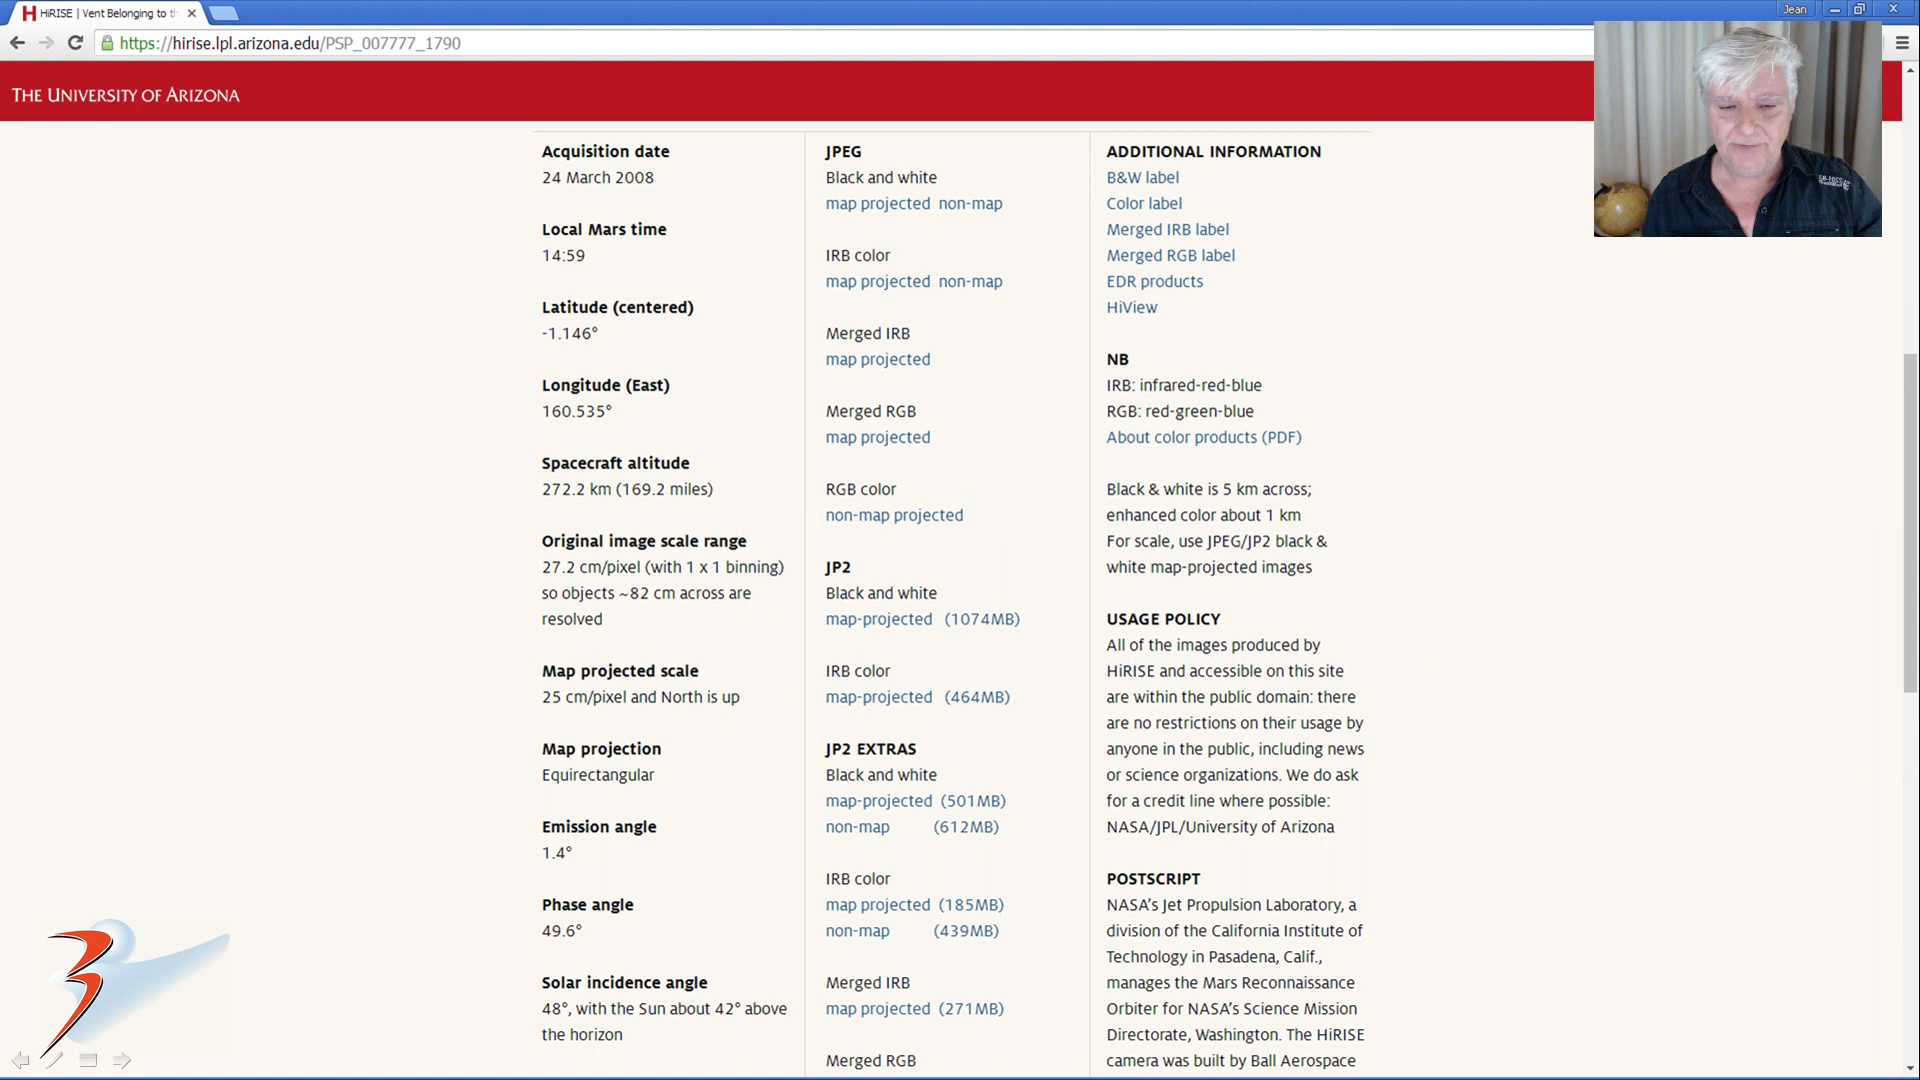 HiRISE | Vent Belonging to th
Jean
https://hirise.lpl.arizona.edu/PSP_007777_1790
THE UNIVERSITY OF ARIZONA
Acquisition date
24 March 2008
Local Mars time
14:59
Latitude (centered)
-1.146°
Longitude (East)
160.535°
Spacecraft altitude
272.2 km (169.2 miles)
Original image scale range
27.2 cm/pixel (with 1 x 1 binning)
so objects ~82 cm across are
resolved
Map projected scale
25 cm/pixel and North is up
Map projection
Equirectangular
Emission angle
1.4°
Phase angle
49.6°
Solar incidence angle
48°, with the Sun about 42° above
the horizon
JPEG
Black and white
map projected non-map
IRB color
map projected non-map
Merged IRB
map projected
Merged RGB
map projected
RGB color
non-map projected
JP2
Black and white
map-projected (1074MB)
IRB color
map-projected (464MB)
JP2 EXTRAS
Black and white
map-projected (501MB)
non-map (612MB)
IRB color
map projected (185MB)
non-map (439MB)
Merged IRB
map projected (271MB)
Merged RGB
ADDITIONAL INFORMATION
B&W label
Color label
Merged IRB label
Merged RGB label
EDR products
HiView
NB
IRB: infrared-red-blue
RGB: red-green-blue
About color products (PDF)
Black & white is 5 km across;
enhanced color about 1 km
For scale, use JPEG/JP2 black &
white map-projected images
USAGE POLICY
All of the images produced by
HiRISE and accessible on this site
are within the public domain: there
are no restrictions on their usage by
anyone in the public, including news
or science organizations. We do ask
for a credit line where possible:
NASA/JPL/University of Arizona
POSTSCRIPT
NASA's Jet Propulsion Laboratory, a
division of the California Institute of
Technology in Pasadena, Calif.,
manages the Mars Reconnaissance
Orbiter for NASA's Science Mission
Directorate, Washington. The HiRISE
camera was built by Ball Aerospace